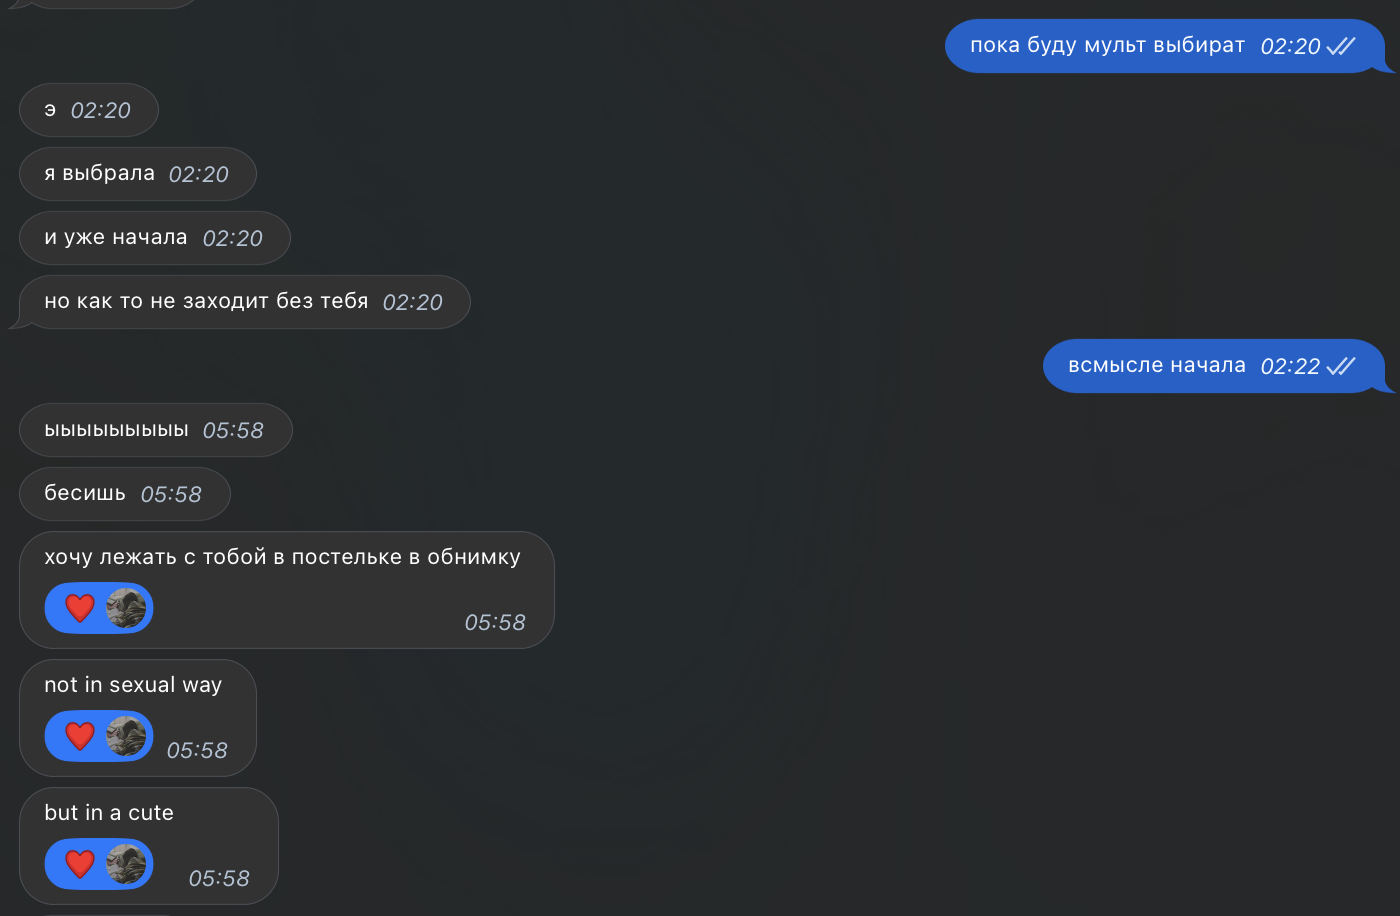 пока буду мульт выбират 02:20
э 02:20
я выбрала 02:20
и уже начала 02:20
но как то не заходит без тебя 02:20
всмысле начала 02:22
ыыыыыыыыы 05:58
бесишь 05:58
хочу лежать с тобой в постельке в обнимку
05:58
not in sexual way
05:58
but in a cute
05:58